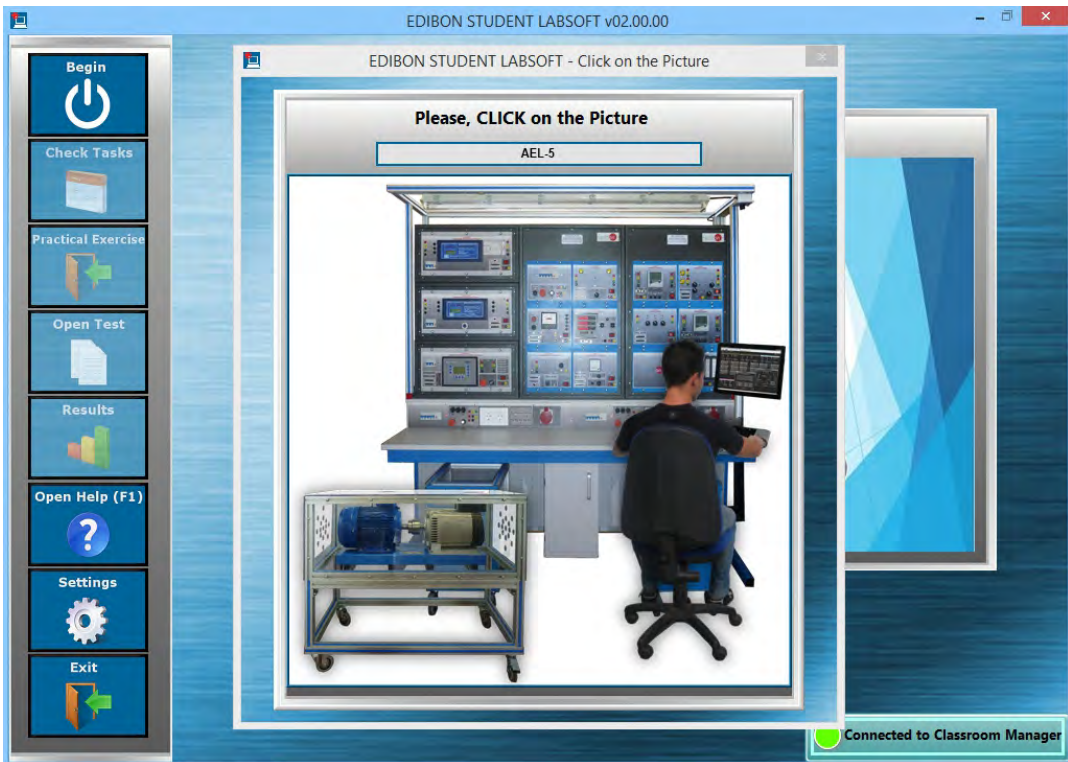 EDIBON STUDENT LABSOFT v02.00.00
Begin
Check Tasks
Practical Exercise
Open Test
Results
Open Help (F1)
?
Settings
Exit
EDIBON STUDENT LABSOFT - Click on the Picture
Please, CLICK on the Picture
AEL-5
Connected to Classroom Manager